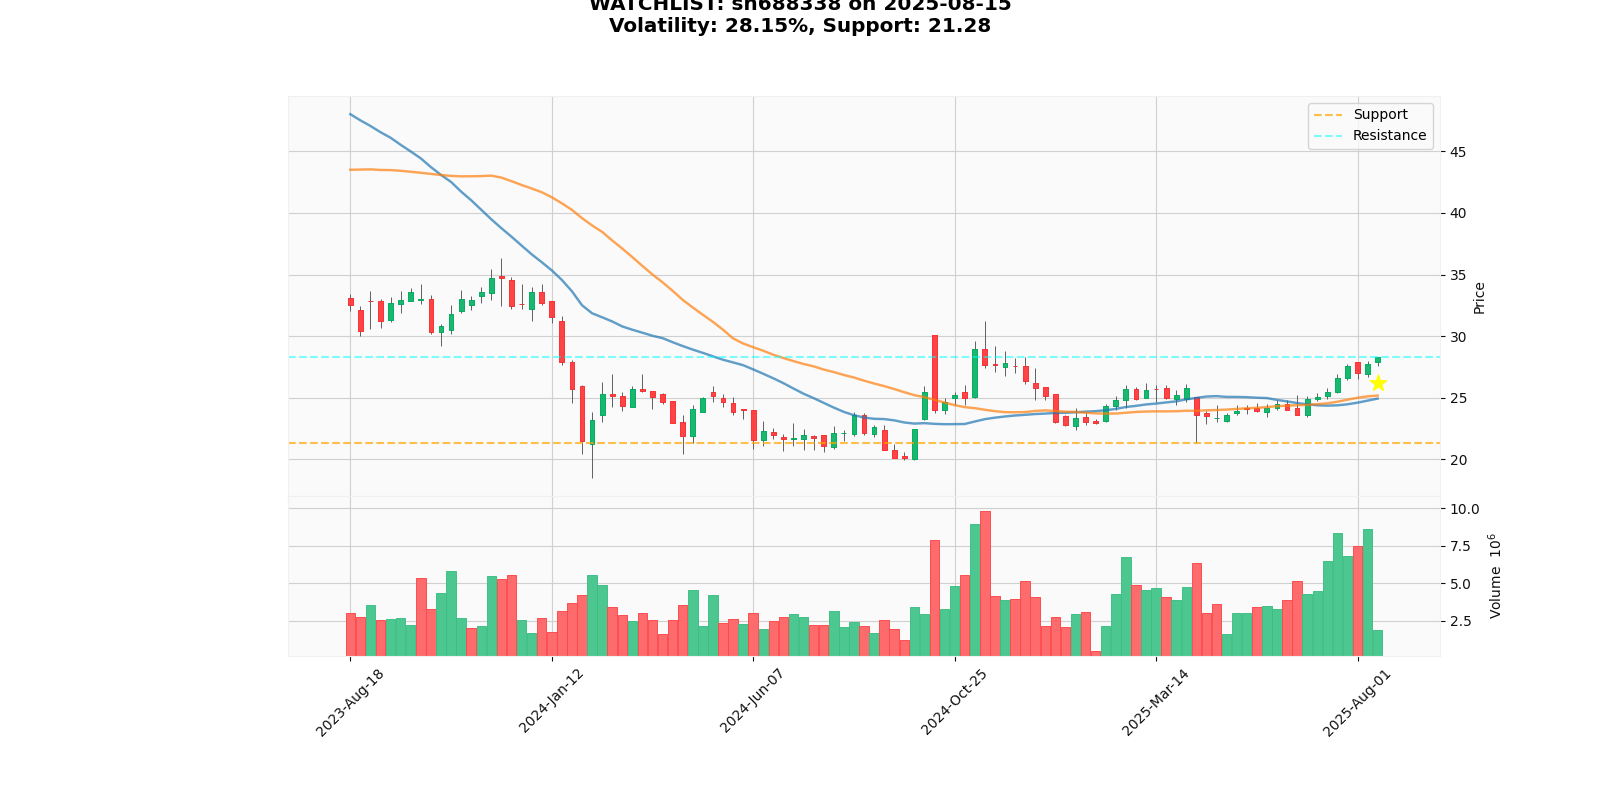 WATCHLIST: sh688338 on 2025-08-15
Volatility: 28.15%, Support: 21.28
Support
Resistance
45
40
35
30
25
20
Price
10.0
7.5
5.0
2.5
Volume 10^6
2023-Aug-18
2024-Jan-12
2024-Jun-07
2024-Oct-25
2025-Mar-14
2025-Aug-01